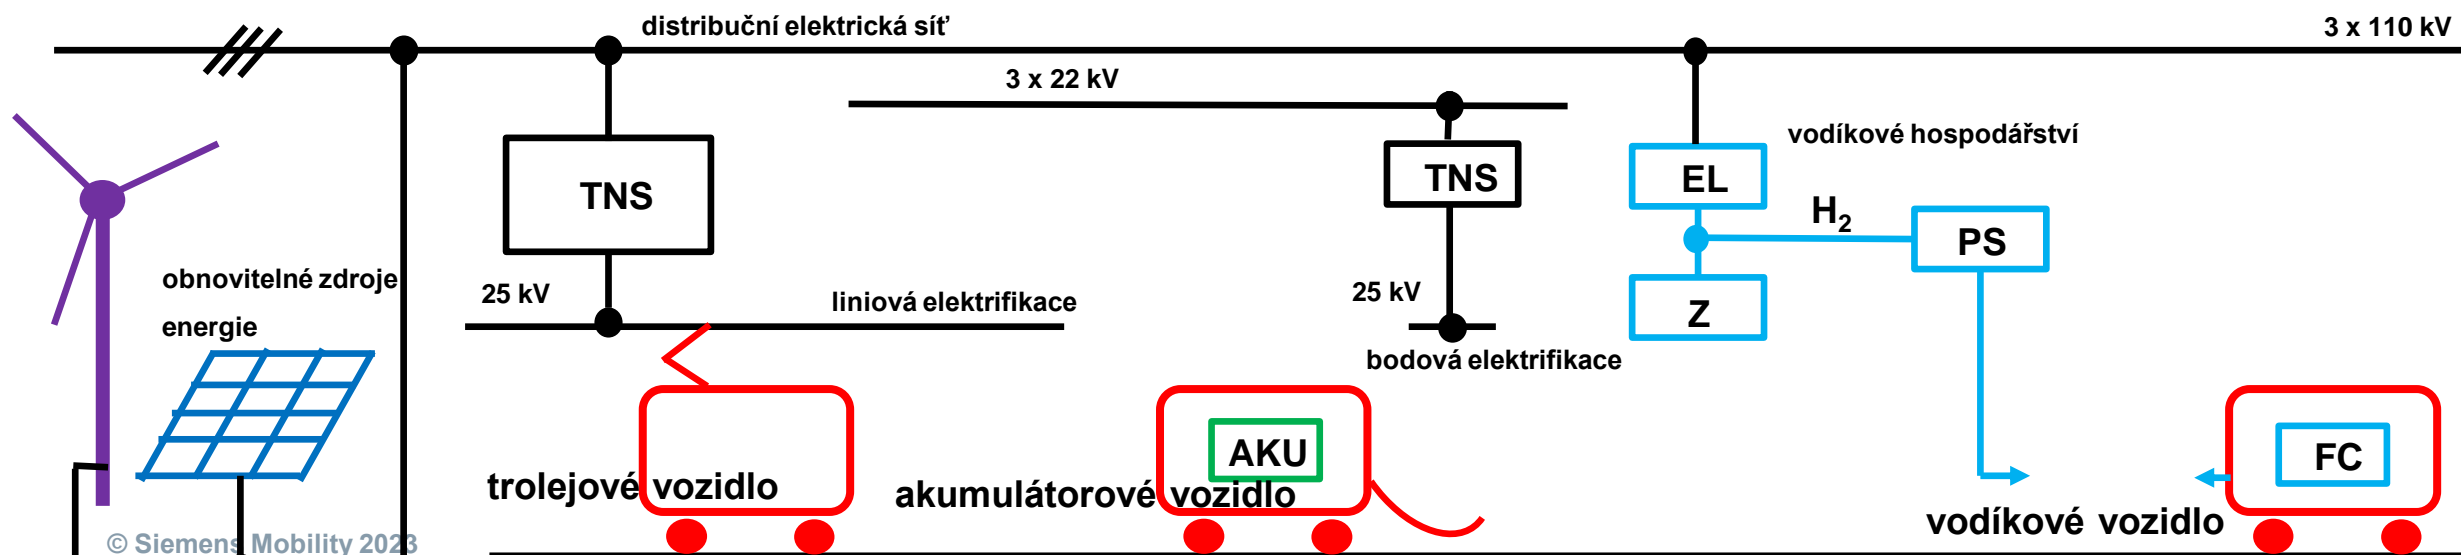 distribuční elektrická síť
3 x 110 kV
3 x 22 kV
vodíkové hospodářství
TNS
TNS
EL
H₂
PS
obnovitelné zdroje
energie
25 kV
liniová elektrifikace
25 kV
Z
bodová elektrifikace
AKU
FC
trolejové vozidlo
akumulátorové vozidlo
vodíkové vozidlo
© Siemens Mobility 2023